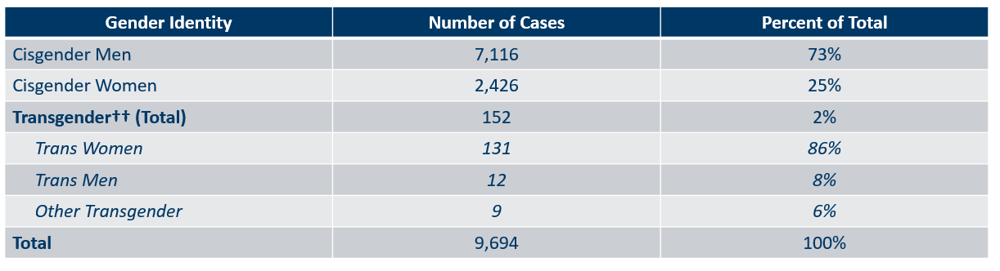 Gender Identity Number of Cases Percent of Total
Cisgender Men 7,116 73%
Cisgender Women 2,426 25%
Transgender†† (Total) 152 2%
Trans Women 131 86%
Trans Men 12 8%
Other Transgender 9 6%
Total 9,694 100%